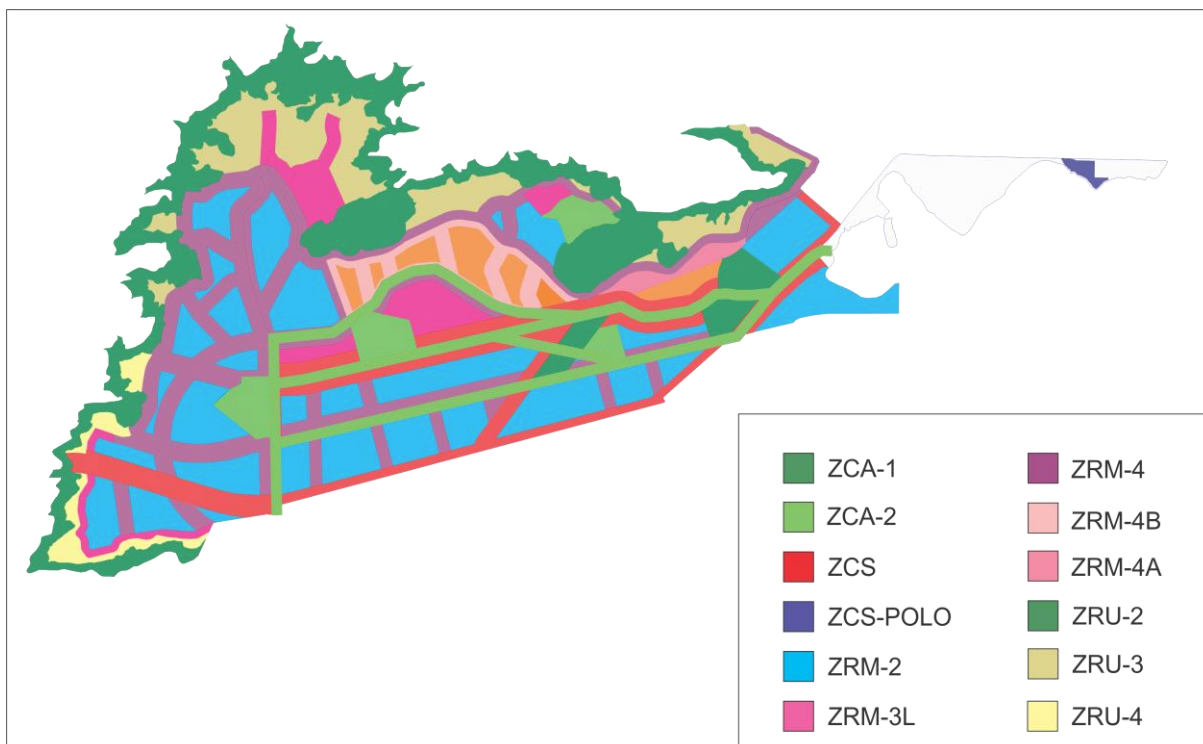 ZCA-1
ZCA-2
ZCS
ZCS-POLO
ZRM-2
ZRM-3L
ZRM-4
ZRM-4B
ZRM-4A
ZRU-2
ZRU-3
ZRU-4